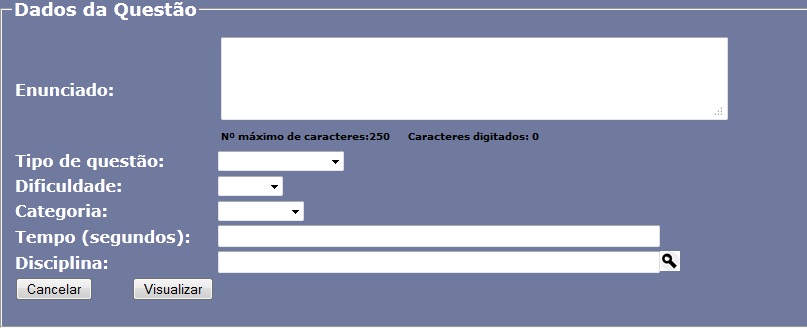 Dados da Questão
Enunciado:
Nº máximo de caracteres:250 Caracteres digitados: 0
Tipo de questão:
Dificuldade:
Categoria:
Tempo (segundos):
Disciplina:
Cancelar Visualizar